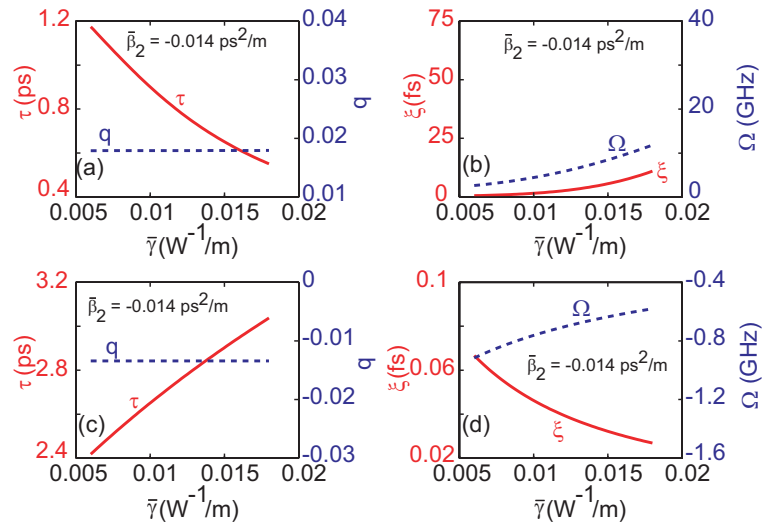 1.2
0.8
0.4
τ (ps)
β̄₂ = -0.014 ps²/m
τ
q
(a)
0.04
0.03
0.02
0.01
q
0.005 0.01 0.015 0.02
γ̄(W⁻¹/m)
75
50
25
0
ξ(fs)
β̄₂ = -0.014 ps²/m
Ω
ξ
(b)
40
20
0
Ω (GHz)
0.005 0.01 0.015 0.02
γ̄(W⁻¹/m)
3.2
2.8
2.4
τ (ps)
β̄₂ = -0.014 ps²/m
q
τ
(c)
0
-0.01
-0.02
-0.03
q
0.005 0.01 0.015 0.02
γ̄(W⁻¹/m)
0.1
0.06
0.02
ξ(fs)
Ω
β̄₂ = -0.014 ps²/m
ξ
(d)
-0.4
-0.8
-1.2
-1.6
Ω (GHz)
0.005 0.01 0.015 0.02
γ̄(W⁻¹/m)